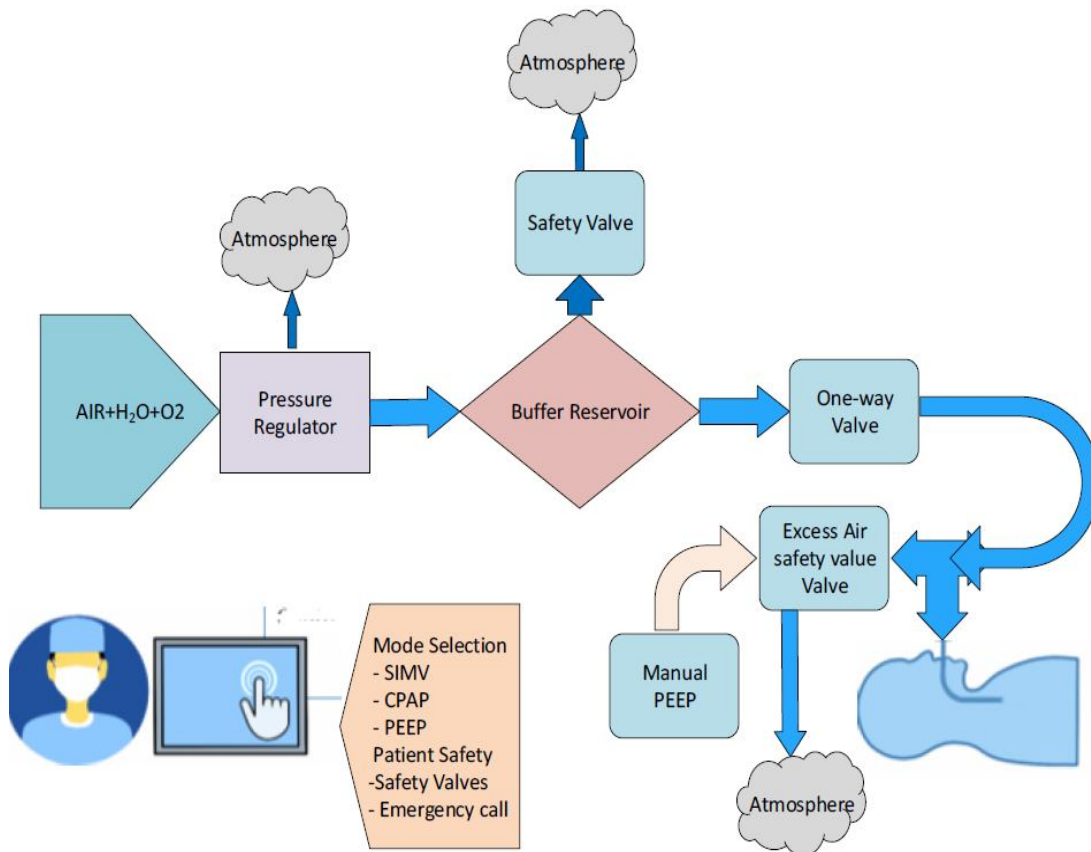 Atmosphere
Atmosphere
Safety Valve
AIR+H₂O+O2
Pressure
Regulator
Buffer Reservoir
One-way
Valve
Excess Air
safety value
Valve
Manual
PEEP
Atmosphere
Mode Selection
- SIMV
- CPAP
- PEEP
Patient Safety
-Safety Valves
- Emergency call